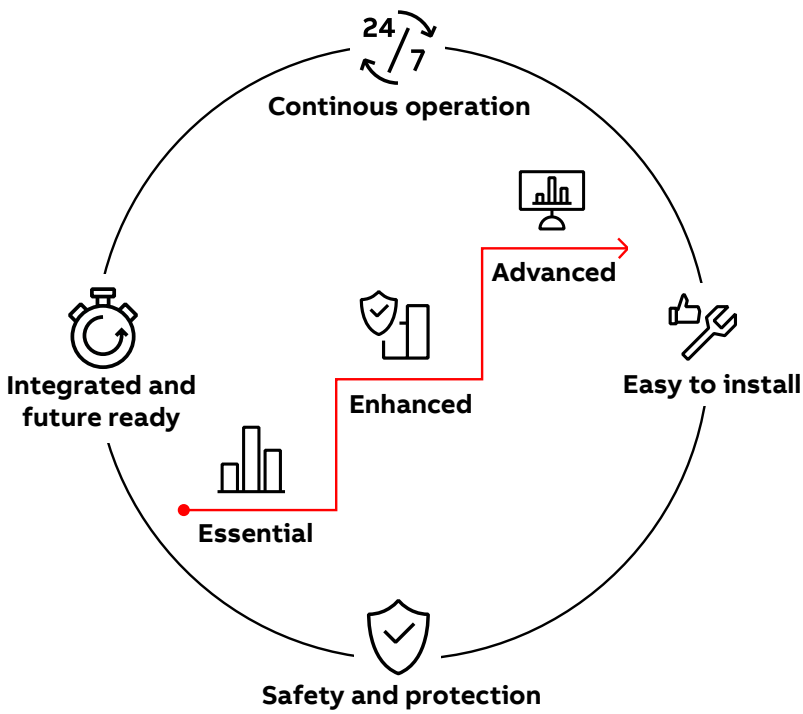 24
7
Continous operation
Advanced
Integrated and
future ready
Enhanced
Easy to install
Essential
Safety and protection